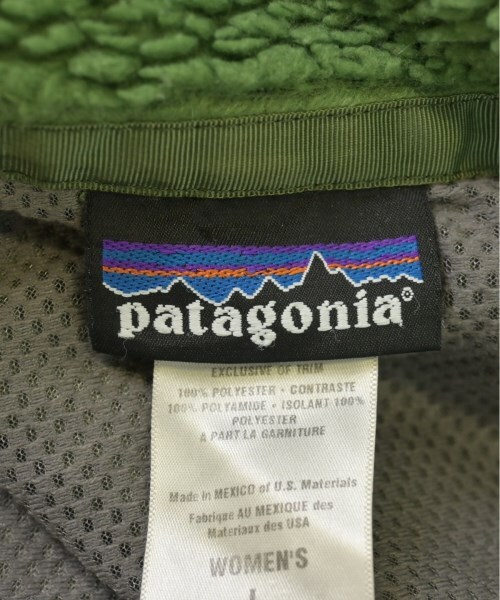 patagonia®
EXCLUSIVE OF TRIM
100% POLYESTER • CONTRASTE
100% POLYAMIDE • ISOLANT 100%
POLYESTER
A PART LA GARNITURE
Made in MEXICO of U.S. Materials
Fabrique AU MEXIQUE des
Materiaux des USA
WOMEN'S
L